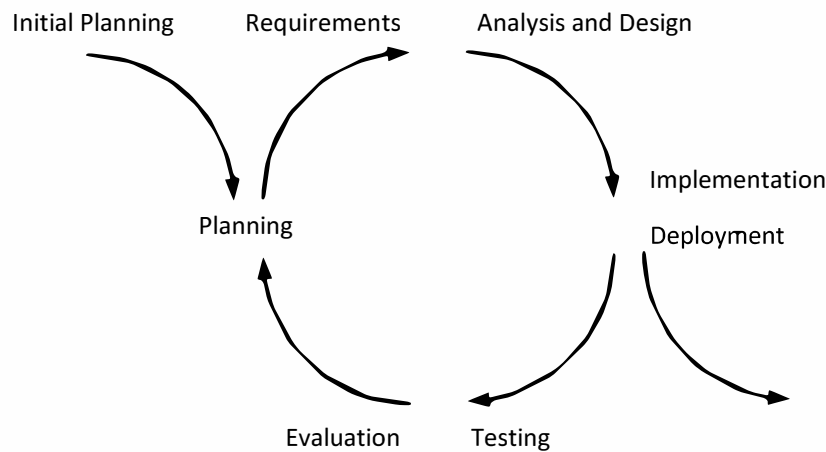 Initial Planning
Requirements
Analysis and Design
Implementation
Planning
Deployment
Evaluation
Testing